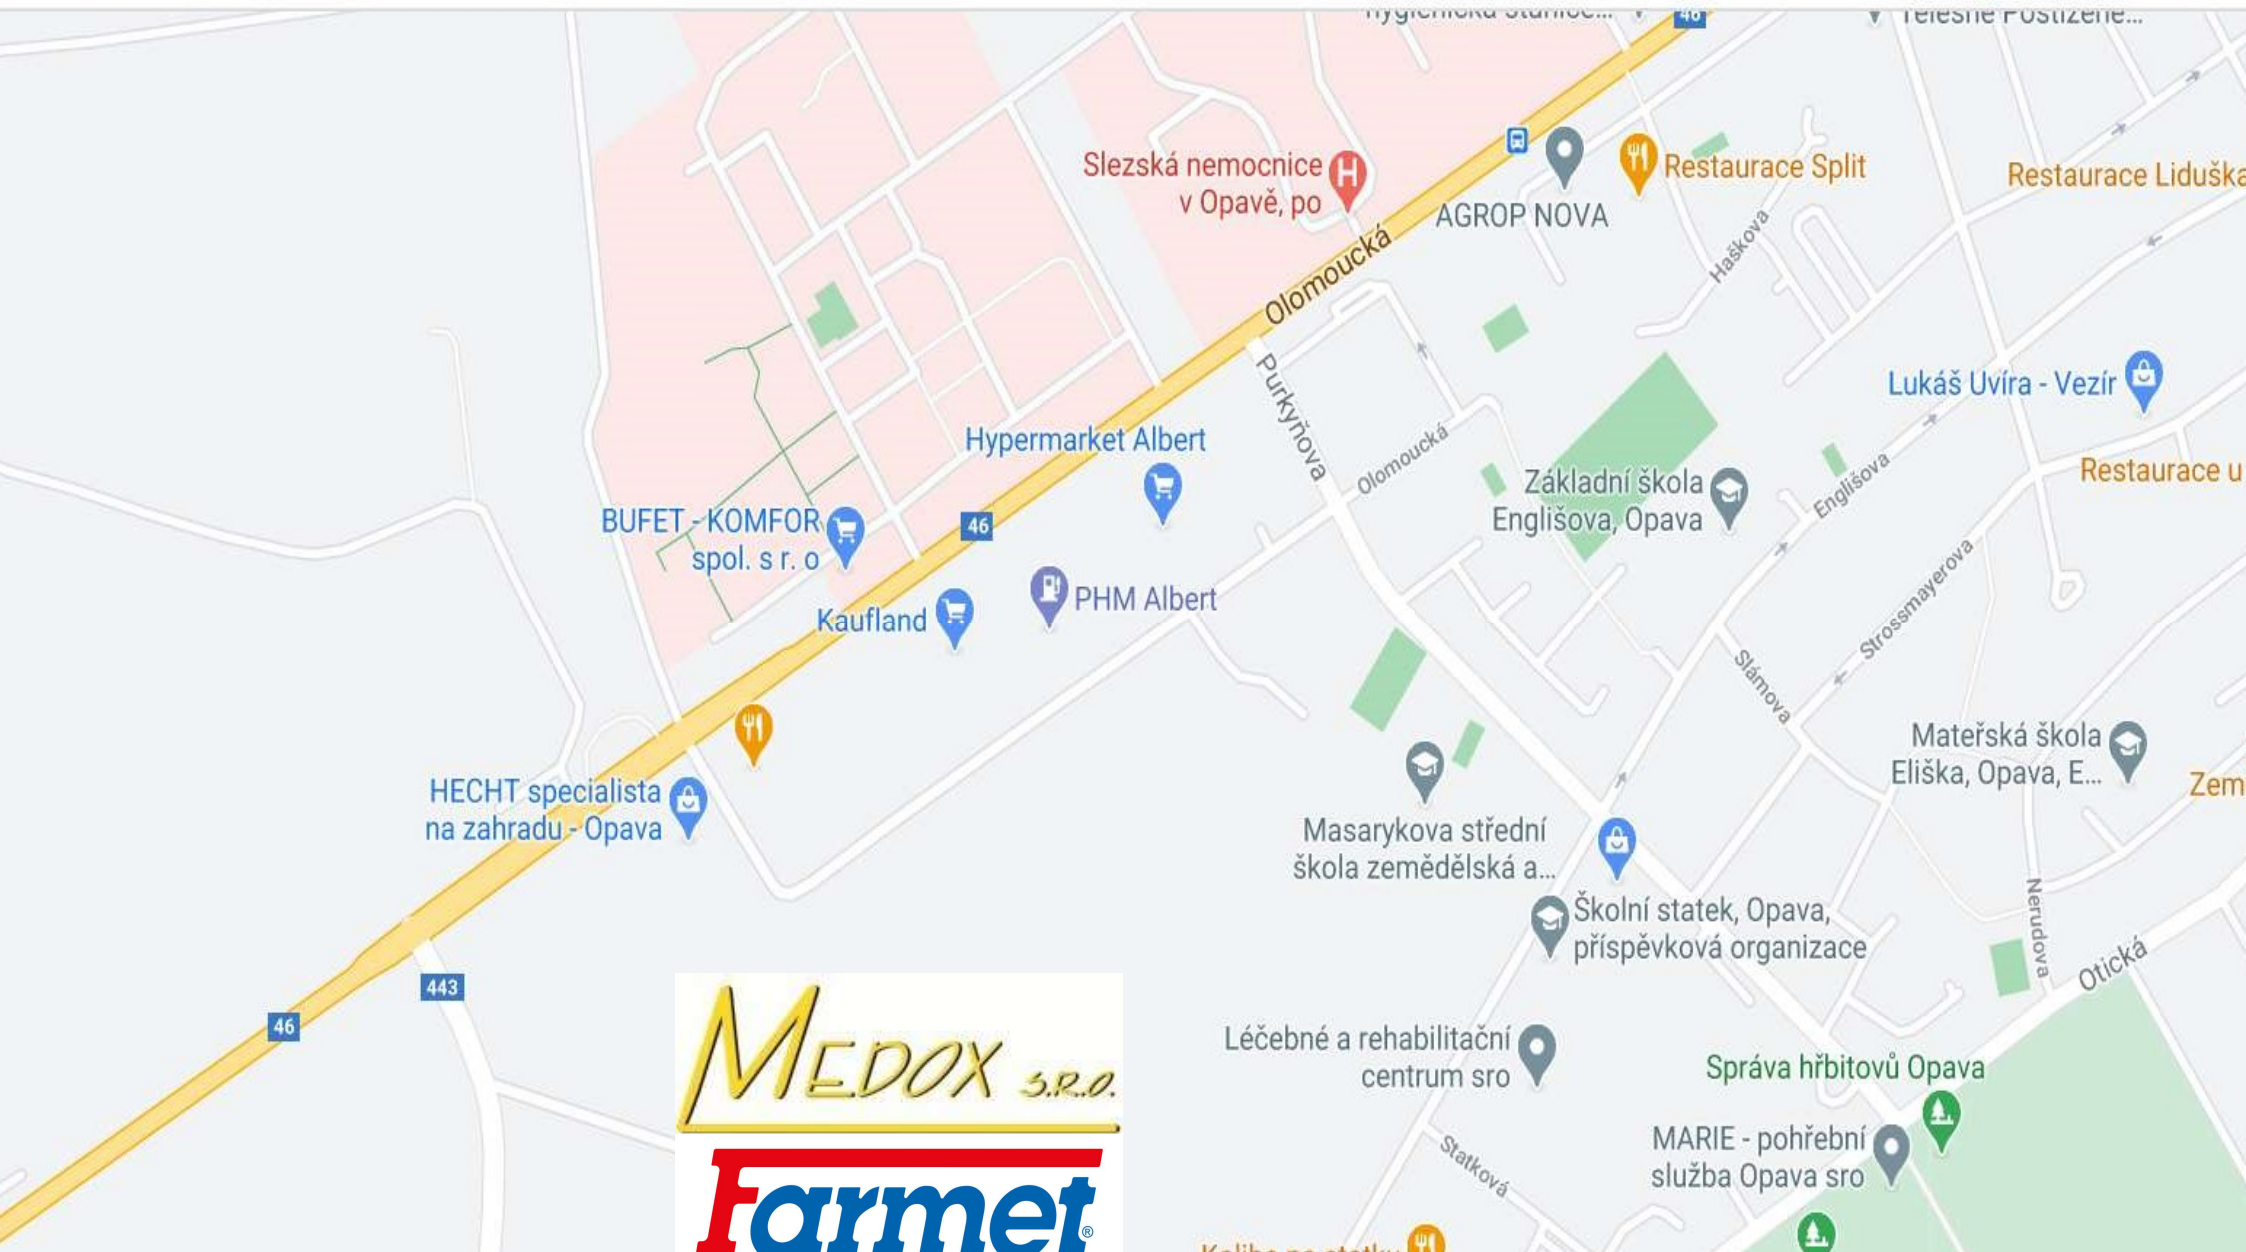 46
Slezská nemocnice
v Opavě, po
AGROP NOVA
Restaurace Split
Restaurace Liduška
Olomoucká
Haškova
Purkyňova
Lukáš Uvíra - Vezír
Hypermarket Albert
Olomoucká
Základní škola
Englišova, Opava
Englišova
Restaurace u
BUFET - KOMFOR
spol. s r. o
46
Kaufland
PHM Albert
Strossmayerova
Slámova
Mateřská škola
Eliška, Opava, E...
HECHT specialista
na zahradu - Opava
Masarykova střední
škola zemědělská a...
Školní statek, Opava,
příspěvková organizace
Nerudova
Otická
443
46
MEDOX S.R.O.
Léčebné a rehabilitační
centrum sro
Správa hřbitovů Opava
MARIE - pohřební
služba Opava sro
Statková
Farmet®